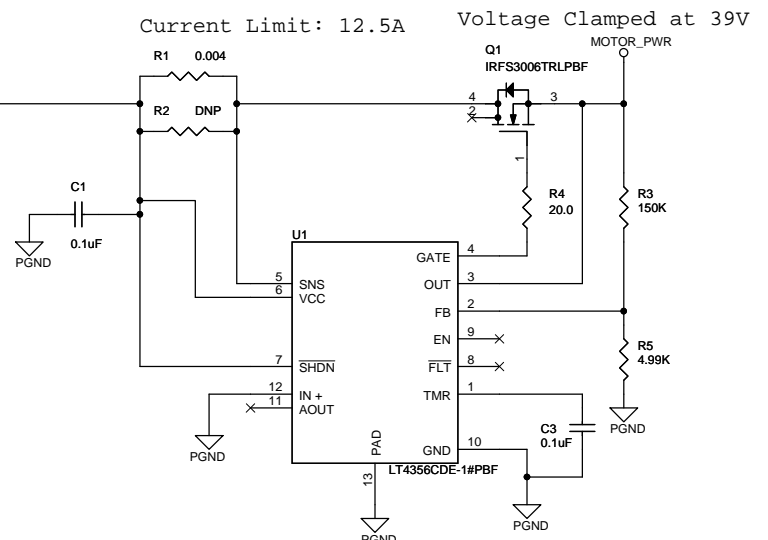 Current Limit: 12.5A
Voltage Clamped at 39V
MOTOR_PWR
R1 0.004
R2 DNP
Q1
IRFS3006TRLPBF
4
3
2
1
C1
0.1uF
PGND
R4
20.0
R3
150K
U1
5 SNS
6 VCC
7 SHDN
12 IN +
11 AOUT
GATE 4
OUT 3
FB 2
EN 9
FLT 8
TMR 1
GND 10
PAD
13
LT4356CDE-1#PBF
R5
4.99K
PGND
C3
0.1uF
PGND
PGND
PGND